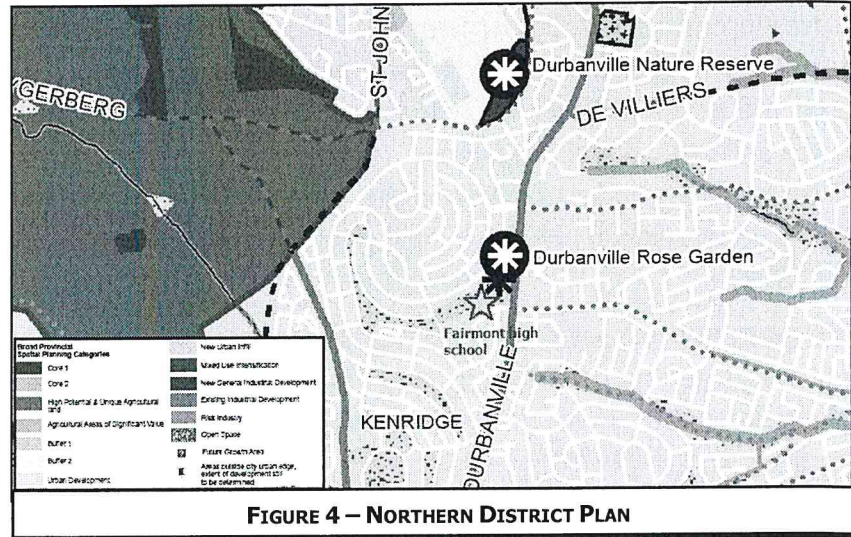 YGERBERG
ST JOHN
Durbanville Nature Reserve
DE VILLIERS
Durbanville Rose Garden
Fairmont high
school
KENRIDGE
DURBANVILLE
Broad Provincial
Spatial Planning Categories
Core 1
Core 2
High Potential & Unique Agricultural
land
Agricultural Areas of Significant Value
Buffer 1
Buffer 2
Urban Development
New Urban Infill
Mixed Use Intensification
New General Industrial Development
Existing Industrial Development
Risk Industry
Open Space
Future Growth Area
Areas outside city urban edge,
extent of development still
to be determined
FIGURE 4 – NORTHERN DISTRICT PLAN